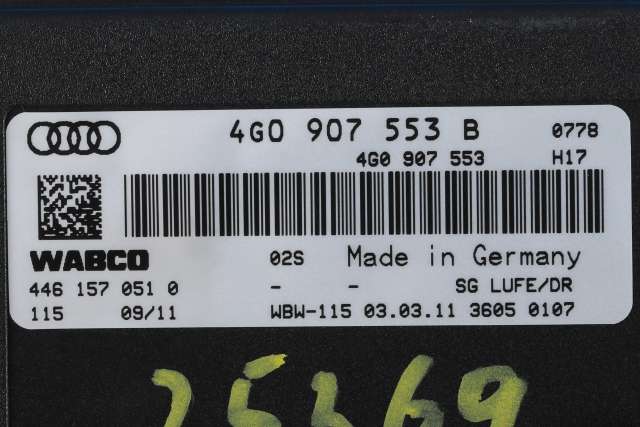 4G0 907 553 B 0778
4G0 907 553 H17
WABCO 02S Made in Germany
446 157 051 0 - - SG LUFE/DR
115 09/11 WBW-115 03.03.11 3605 0107
25369